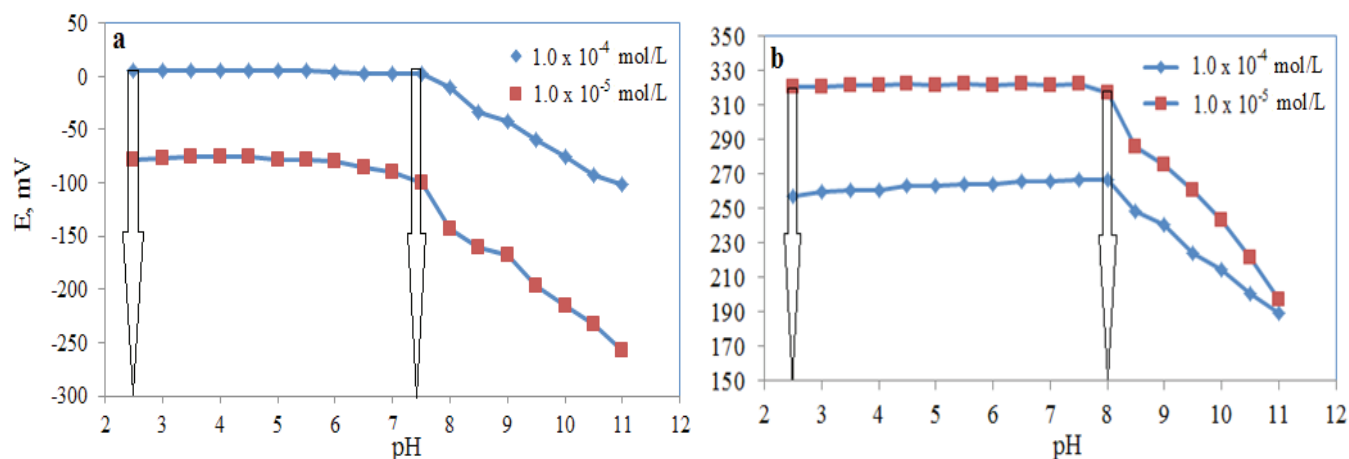 a
50
0
-50
-100
-150
-200
-250
-300
E, mV
1.0 x 10⁻⁴ mol/L
1.0 x 10⁻⁵ mol/L
2 3 4 5 6 7 8 9 10 11 12
pH
b
350
330
310
290
270
250
230
210
190
170
150
1.0 x 10⁻⁴ mol/L
1.0 x 10⁻⁵ mol/L
2 3 4 5 6 7 8 9 10 11 12
pH